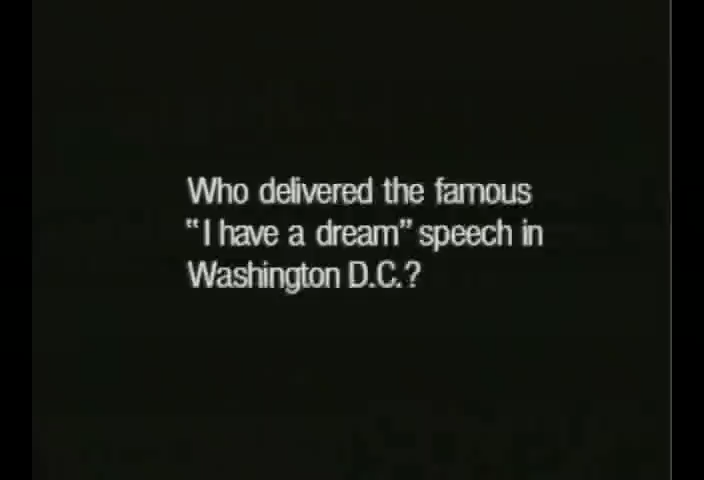 Who delivered the famous
“I have a dream” speech in
Washington D.C.?